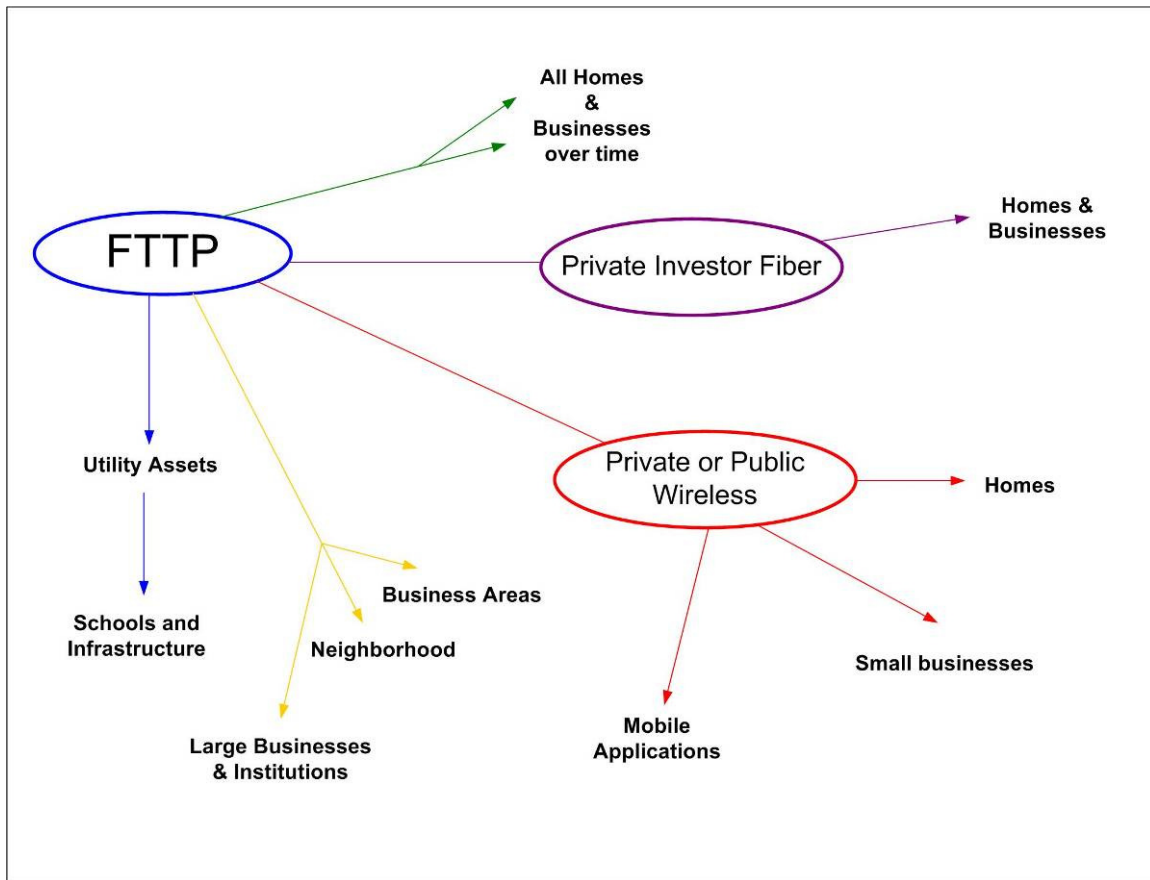 All Homes
&
Businesses
over time
FTTP
Private Investor Fiber
Homes &
Businesses
Utility Assets
Private or Public
Wireless
Homes
Schools and
Infrastructure
Business Areas
Neighborhood
Small businesses
Large Businesses
& Institutions
Mobile
Applications